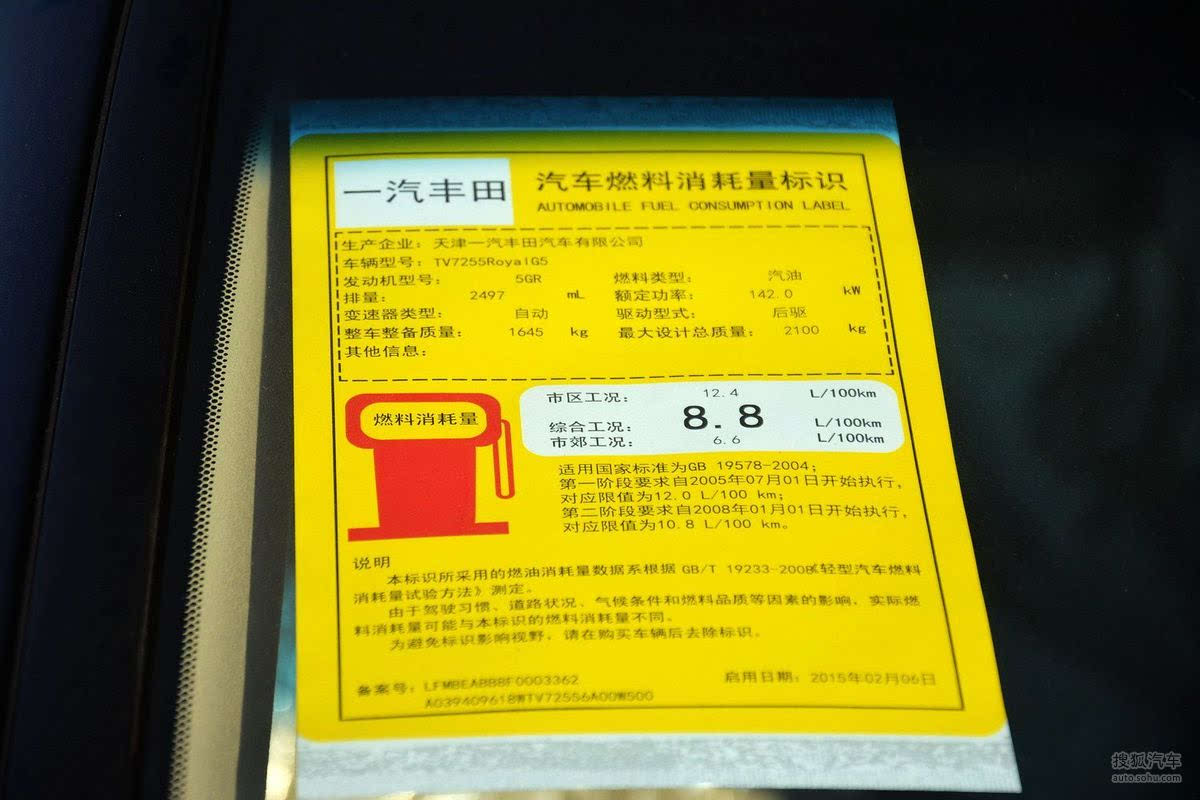 一汽丰田
汽车燃料消耗量标识
AUTOMOBILE FUEL CONSUMPTION LABEL
生产企业：天津一汽丰田汽车有限公司
车辆型号：TV7255RoyalG5
发动机型号： 5GR 燃料类型： 汽油
排量： 2497 mL 额定功率： 142.0 kW
变速器类型： 自动 驱动型式： 后驱
整车整备质量： 1645 kg 最大设计总质量： 2100 kg
其他信息：
燃料消耗量
市区工况： 12.4 L/100km
综合工况： 8.8 L/100km
市郊工况： 6.6 L/100km
适用国家标准为GB 19578-2004；
第一阶段要求自2005年07月01日开始执行，
对应限值为12.0 L/100 km；
第二阶段要求自2008年01月01日开始执行，
对应限值为10.8 L/100 km。
说明
本标识所采用的燃油消耗量数据系根据 GB/T 19233-2008《轻型汽车燃料
消耗量试验方法》测定。
由于驾驶习惯、道路状况、气候条件和燃料品质等因素的影响，实际燃
料消耗量可能与本标识的燃料消耗量不同。
为避免标识影响视野，请在购买车辆后去除标识。
备案号： 启用日期：2015年02月06日
搜狐汽车
auto.sohu.com